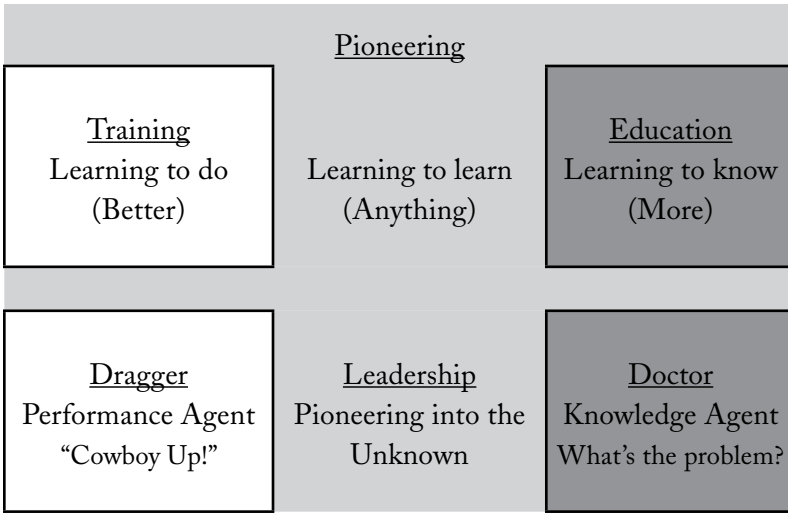 Pioneering
Training
Learning to do
(Better)
Learning to learn
(Anything)
Education
Learning to know
(More)
Dragger
Performance Agent
“Cowboy Up!”
Leadership
Pioneering into the
Unknown
Doctor
Knowledge Agent
What’s the problem?